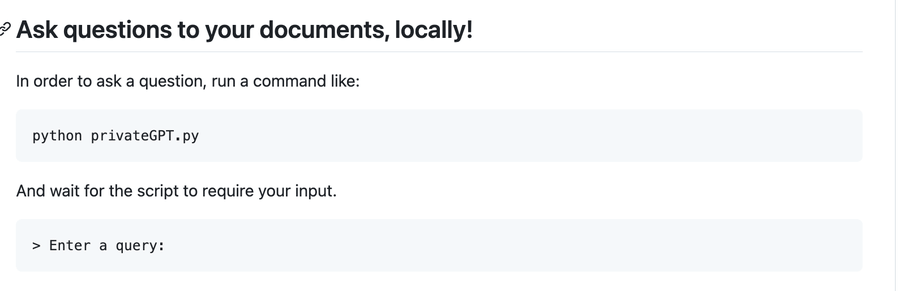 Ask questions to your documents, locally!
In order to ask a question, run a command like:
python privateGPT.py
And wait for the script to require your input.
> Enter a query: